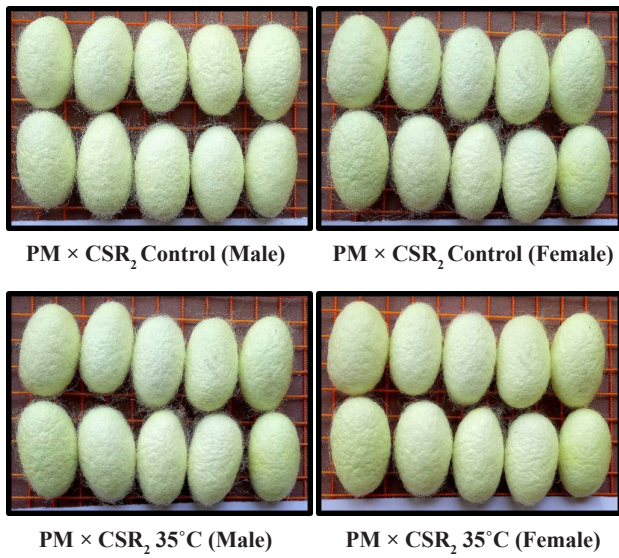 PM × CSR₂ Control (Male)
PM × CSR₂ Control (Female)
PM × CSR₂ 35˚C (Male)
PM × CSR₂ 35˚C (Female)